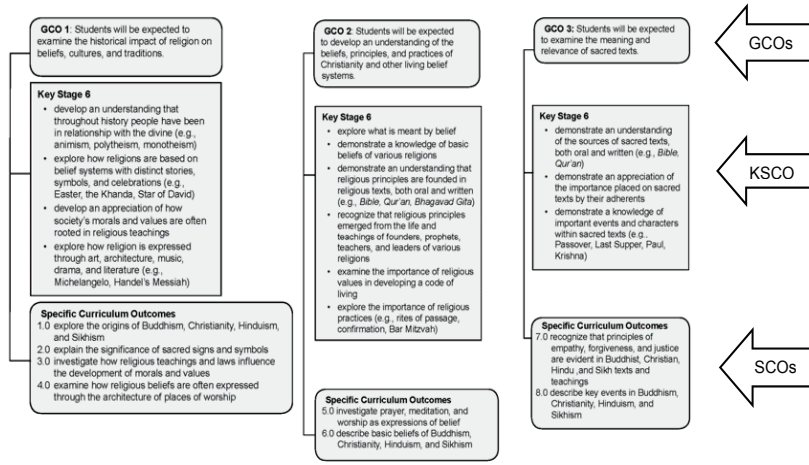 GCO 1: Students will be expected to
examine the historical impact of religion on
beliefs, cultures, and traditions.
Key Stage 6
• develop an understanding that
throughout history people have been
in relationship with the divine (e.g.,
animism, polytheism, monotheism)
• explore how religions are based on
belief systems with distinct stories,
symbols, and celebrations (e.g.,
Easter, the Khanda, Star of David)
• develop an appreciation of how
society's morals and values are often
rooted in religious teachings
• explore how religion is expressed
through art, architecture, music,
drama, and literature (e.g.,
Michelangelo, Handel's Messiah)
Specific Curriculum Outcomes
1.0 explore the origins of Buddhism, Christianity, Hinduism,
and Sikhism
2.0 explain the significance of sacred signs and symbols
3.0 investigate how religious teachings and laws influence
the development of morals and values
4.0 examine how religious beliefs are often expressed
through the architecture of places of worship
GCO 2: Students will be expected
to develop an understanding of the
beliefs, principles, and practices of
Christianity and other living belief
systems.
Key Stage 6
• explore what is meant by belief
• demonstrate a knowledge of basic
beliefs of various religions
• demonstrate an understanding that
religious principles are founded in
religious texts, both oral and written
(e.g., Bible, Qur'an, Bhagavad Gita)
• recognize that religious principles
emerged from the life and
teachings of founders, prophets,
teachers, and leaders of various
religions
• examine the importance of religious
values in developing a code of
living
• explore the importance of religious
practices (e.g., rites of passage,
confirmation, Bar Mitzvah)
Specific Curriculum Outcomes
5.0 investigate prayer, meditation, and
worship as expressions of belief
6.0 describe basic beliefs of Buddhism,
Christianity, Hinduism, and Sikhism
GCO 3: Students will be expected
to examine the meaning and
relevance of sacred texts.
Key Stage 6
• demonstrate an understanding
of the sources of sacred texts,
both oral and written (e.g., Bible,
Qur'an)
• demonstrate an appreciation of
the importance placed on sacred
texts by their adherents
• demonstrate a knowledge of
important events and characters
within sacred texts (e.g.,
Passover, Last Supper, Paul,
Krishna)
Specific Curriculum Outcomes
7.0 recognize that principles of
empathy, forgiveness, and justice
are evident in Buddhist, Christian,
Hindu ,and Sikh texts and
teachings
8.0 describe key events in Buddhism,
Christianity, Hinduism, and
Sikhism
GCOs
KSCO
SCOs